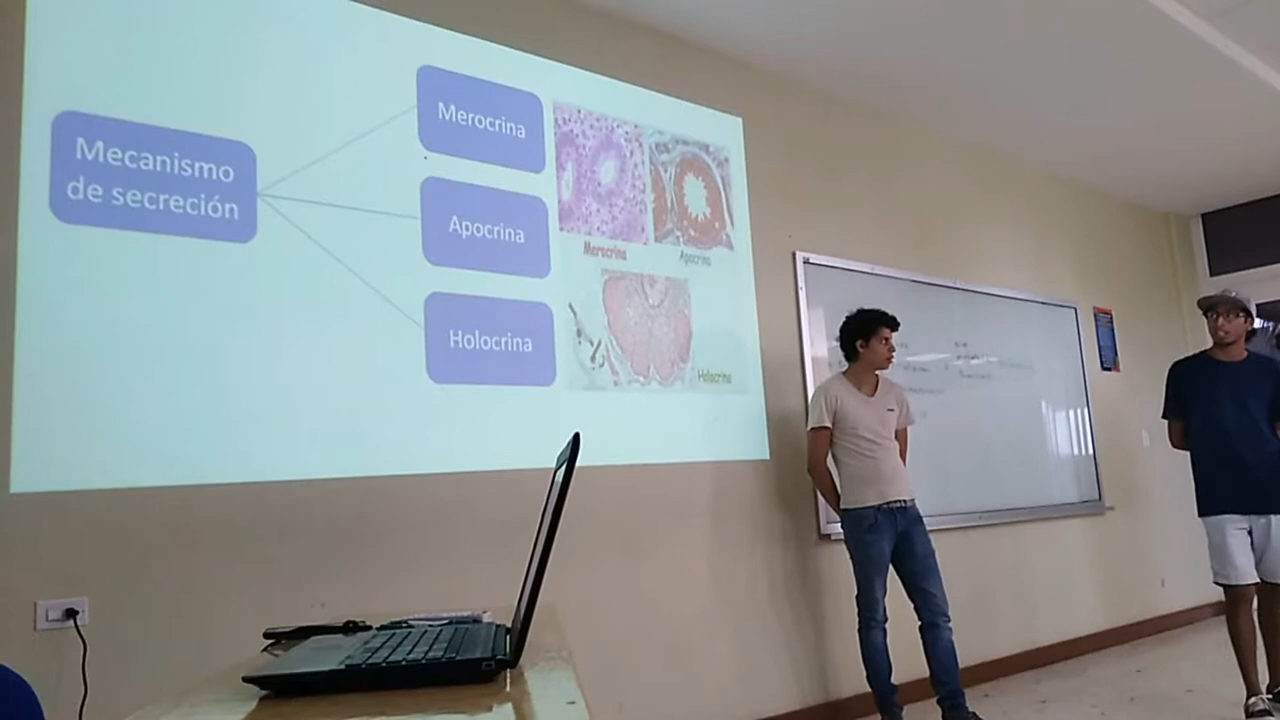 Mecanismo
de secreción
Merocrina
Apocrina
Holocrina
Merocrina
Apocrina
Holocrina